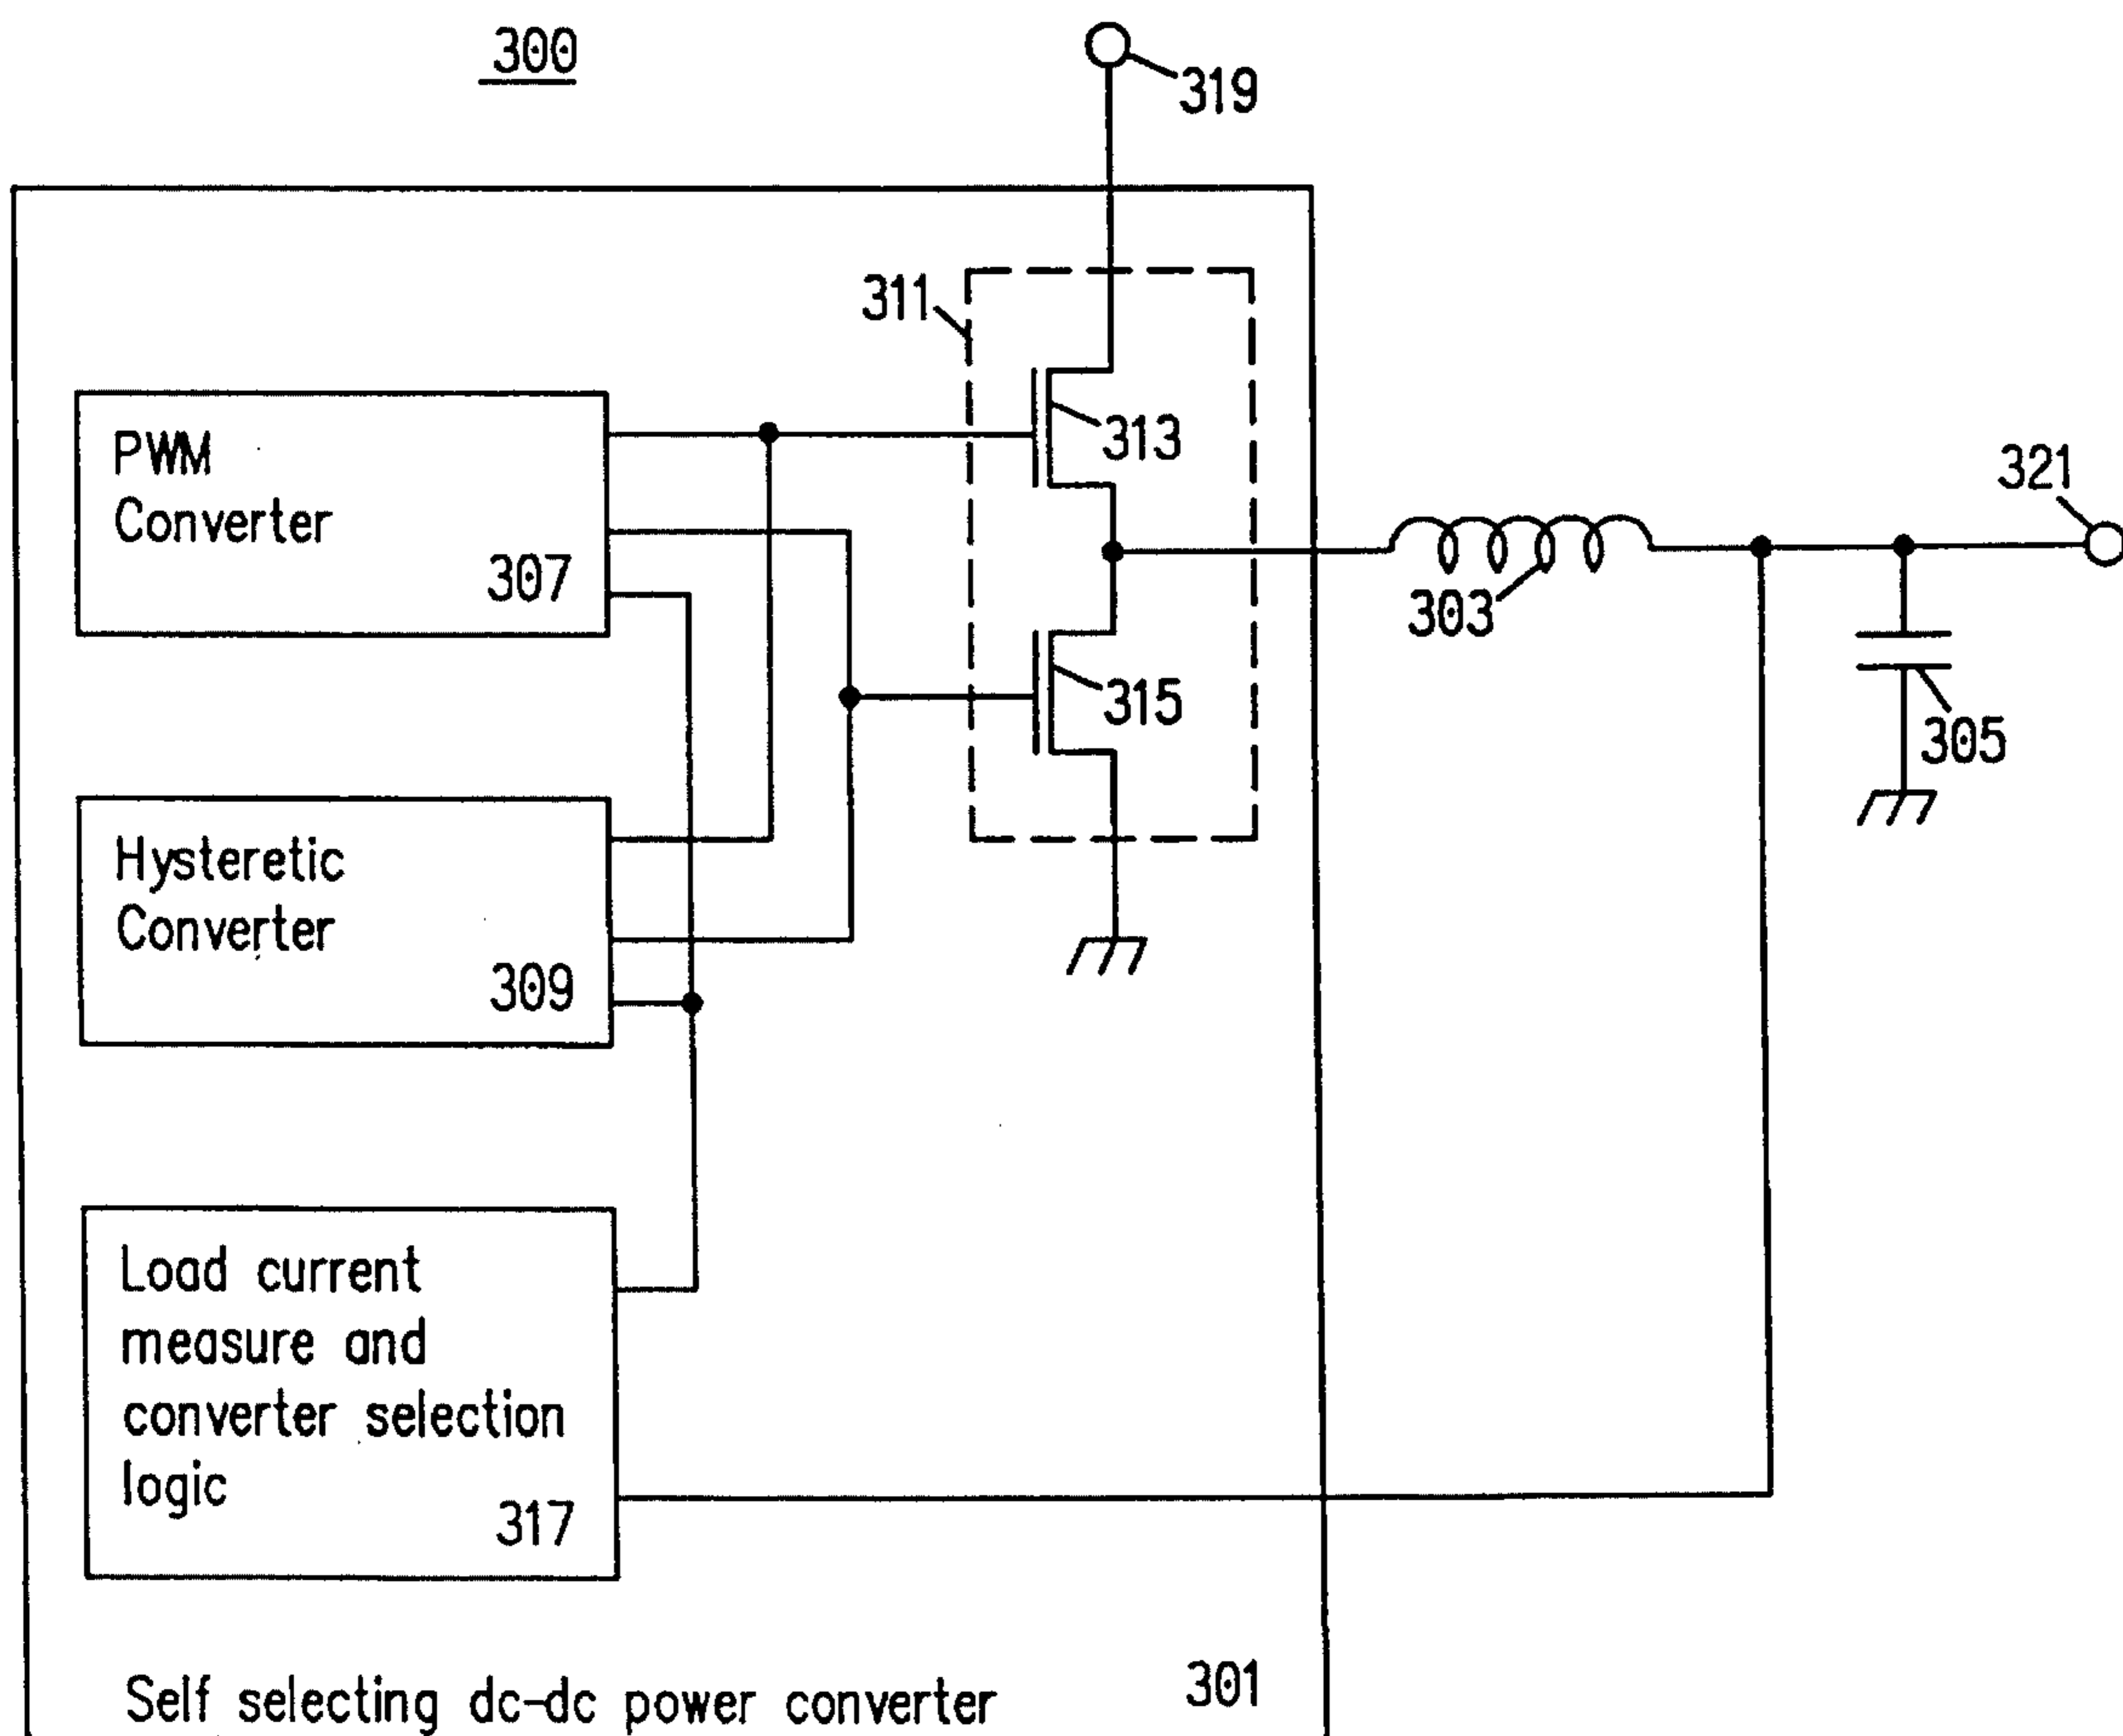 300
319
311
PWM
Converter
307
313
321
303
315
305
Hysteretic
Converter
309
Load current
measure and
converter selection
logic
317
Self selecting dc-dc power converter
301